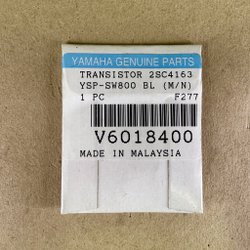 YAMAHA GENUINE PARTS
TRANSISTOR 2SC4163
YSP-SW800 BL (M/N)
1 PC F277
V6018400
MADE IN MALAYSIA